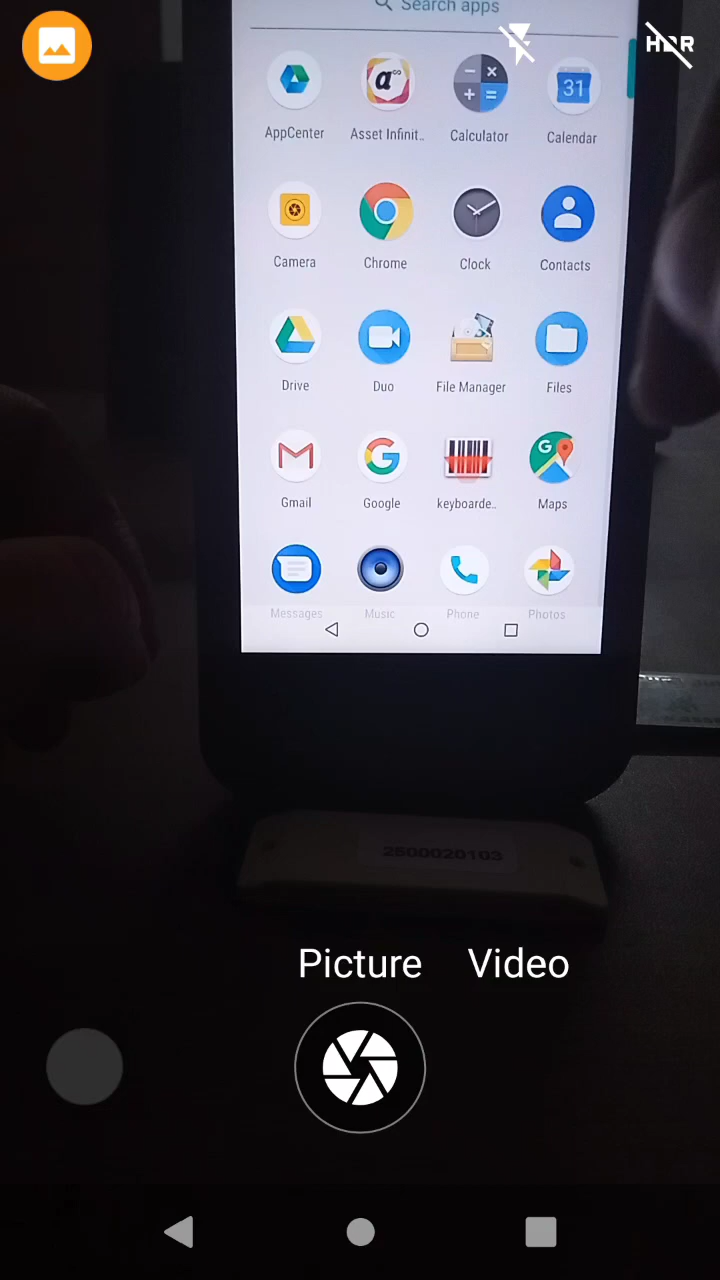 Search apps
HDR
31
AppCenter Asset Infinit.. Calculator Calendar
Camera Chrome Clock Contacts
Drive Duo File Manager Files
G
Gmail Google keyboarde.. Maps
Messages Music Phone Photos
2500020103
Picture Video